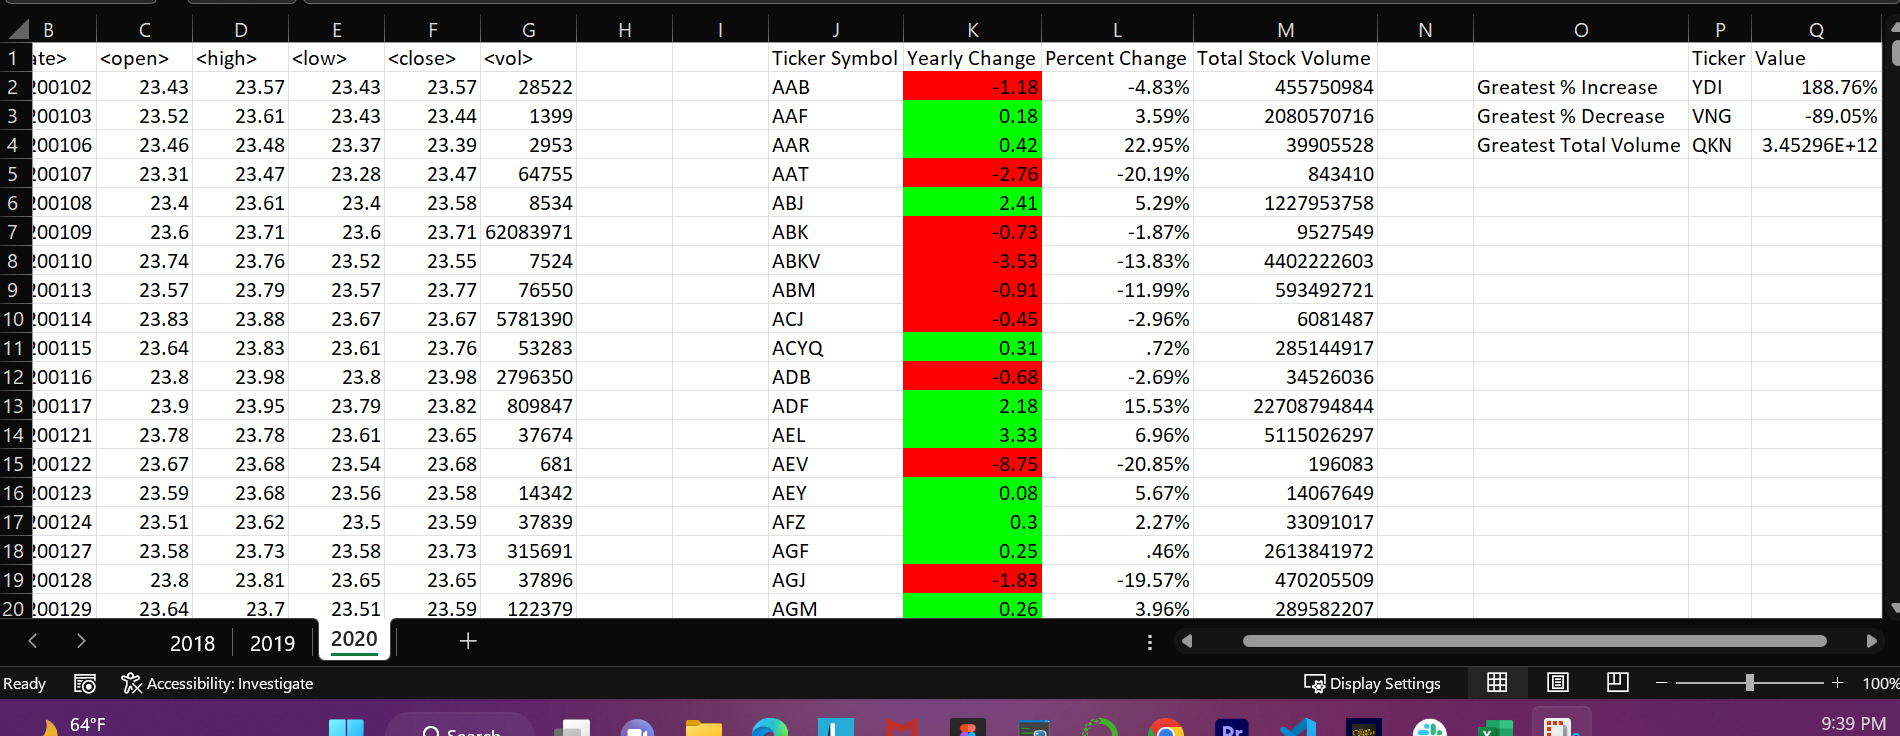 B C D E F G H I J K L M N O P Q
1 ate> <open> <high> <low> <close> <vol> Ticker Symbol Yearly Change Percent Change Total Stock Volume Ticker Value
2 200102 23.43 23.57 23.43 23.57 28522 AAB -1.18 -4.83% 455750984 Greatest % Increase YDI 188.76%
3 200103 23.52 23.61 23.43 23.44 1399 AAF 0.18 3.59% 2080570716 Greatest % Decrease VNG -89.05%
4 200106 23.46 23.48 23.37 23.39 2953 AAR 0.42 22.95% 39905528 Greatest Total Volume QKN 3.45296E+12
5 200107 23.31 23.47 23.28 23.47 64755 AAT -2.76 -20.19% 843410
6 200108 23.4 23.61 23.4 23.58 8534 ABJ 2.41 5.29% 1227953758
7 200109 23.6 23.71 23.6 23.71 62083971 ABK -0.73 -1.87% 9527549
8 200110 23.74 23.76 23.52 23.55 7524 ABKV -3.53 -13.83% 4402222603
9 200113 23.57 23.79 23.57 23.77 76550 ABM -0.91 -11.99% 593492721
10 200114 23.83 23.88 23.67 23.67 5781390 ACJ -0.45 -2.96% 6081487
11 200115 23.64 23.83 23.61 23.76 53283 ACYQ 0.31 .72% 285144917
12 200116 23.8 23.98 23.8 23.98 2796350 ADB -0.68 -2.69% 34526036
13 200117 23.9 23.95 23.79 23.82 809847 ADF 2.18 15.53% 22708794844
14 200121 23.78 23.78 23.61 23.65 37674 AEL 3.33 6.96% 5115026297
15 200122 23.67 23.68 23.54 23.68 681 AEV -8.75 -20.85% 196083
16 200123 23.59 23.68 23.56 23.58 14342 AEY 0.08 5.67% 14067649
17 200124 23.51 23.62 23.5 23.59 37839 AFZ 0.3 2.27% 33091017
18 200127 23.58 23.73 23.58 23.73 315691 AGF 0.25 .46% 2613841972
19 200128 23.8 23.81 23.65 23.65 37896 AGJ -1.83 -19.57% 470205509
20 200129 23.64 23.7 23.51 23.59 122379 AGM 0.26 3.96% 289582207
2018 2019 2020 +
Ready Accessibility: Investigate Display Settings − + 100%
64°F Search Pr 9:39 PM